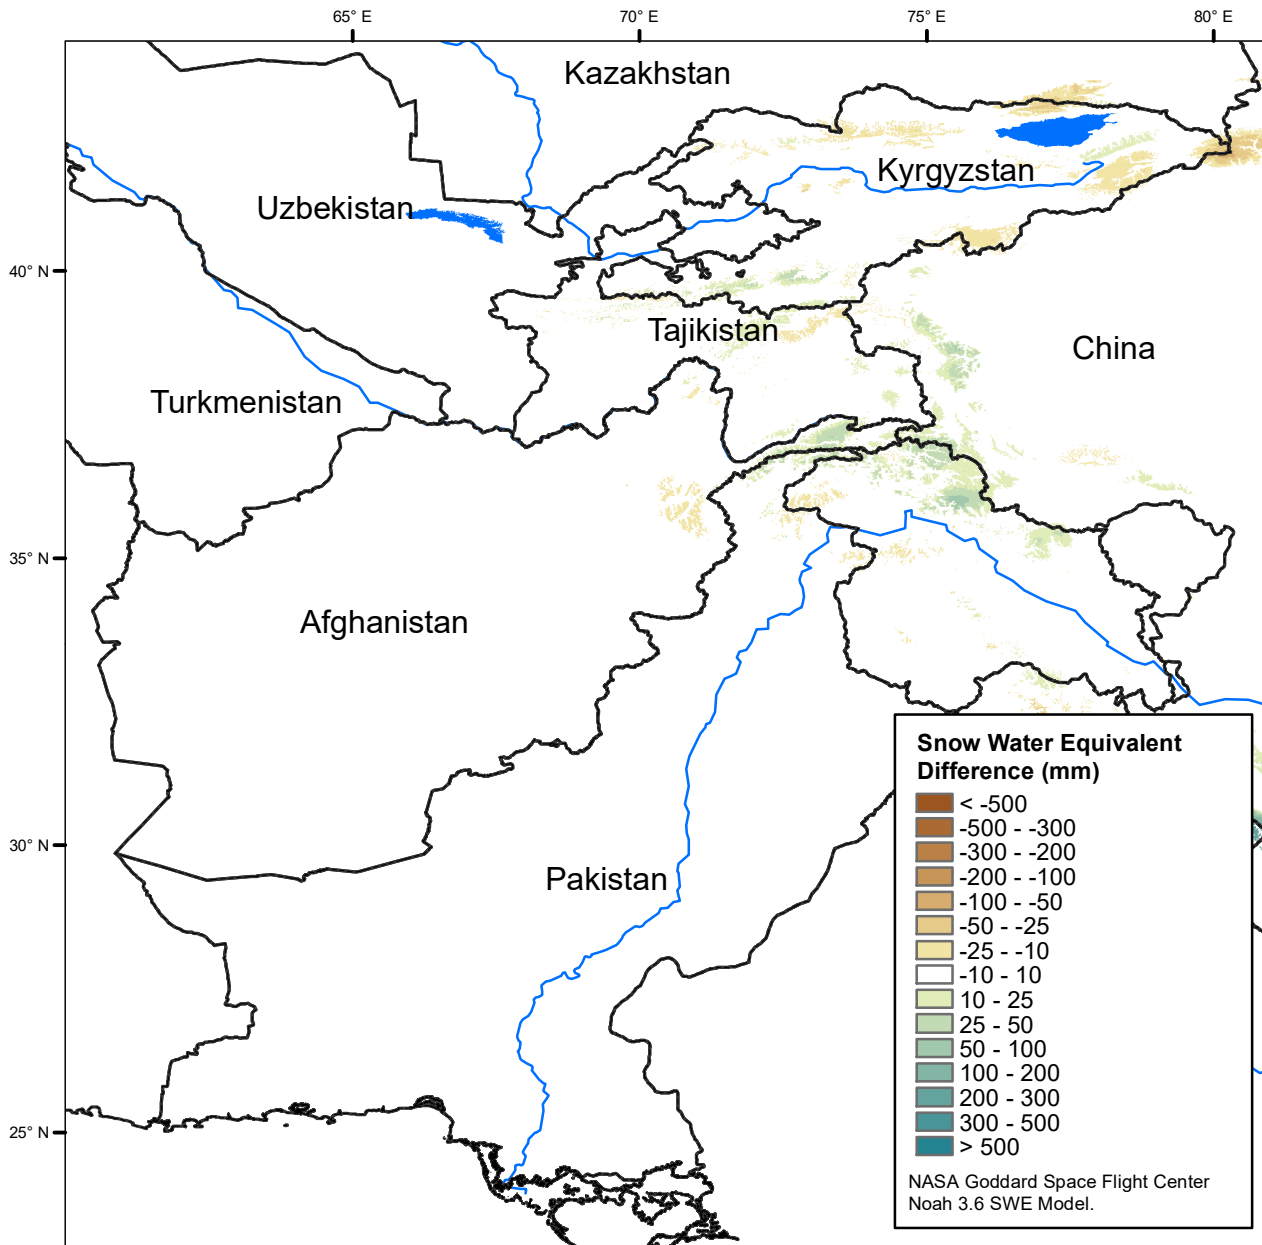 65° E
70° E
75° E
80° E
Kazakhstan
Kyrgyzstan
Uzbekistan
40° N
Tajikistan
China
Turkmenistan
35° N
Afghanistan
Snow Water Equivalent
Difference (mm)
< -500
-500 - -300
-300 - -200
-200 - -100
-100 - -50
-50 - -25
-25 - -10
-10 - 10
10 - 25
25 - 50
50 - 100
100 - 200
200 - 300
300 - 500
> 500
30° N
Pakistan
25° N
NASA Goddard Space Flight Center
Noah 3.6 SWE Model.